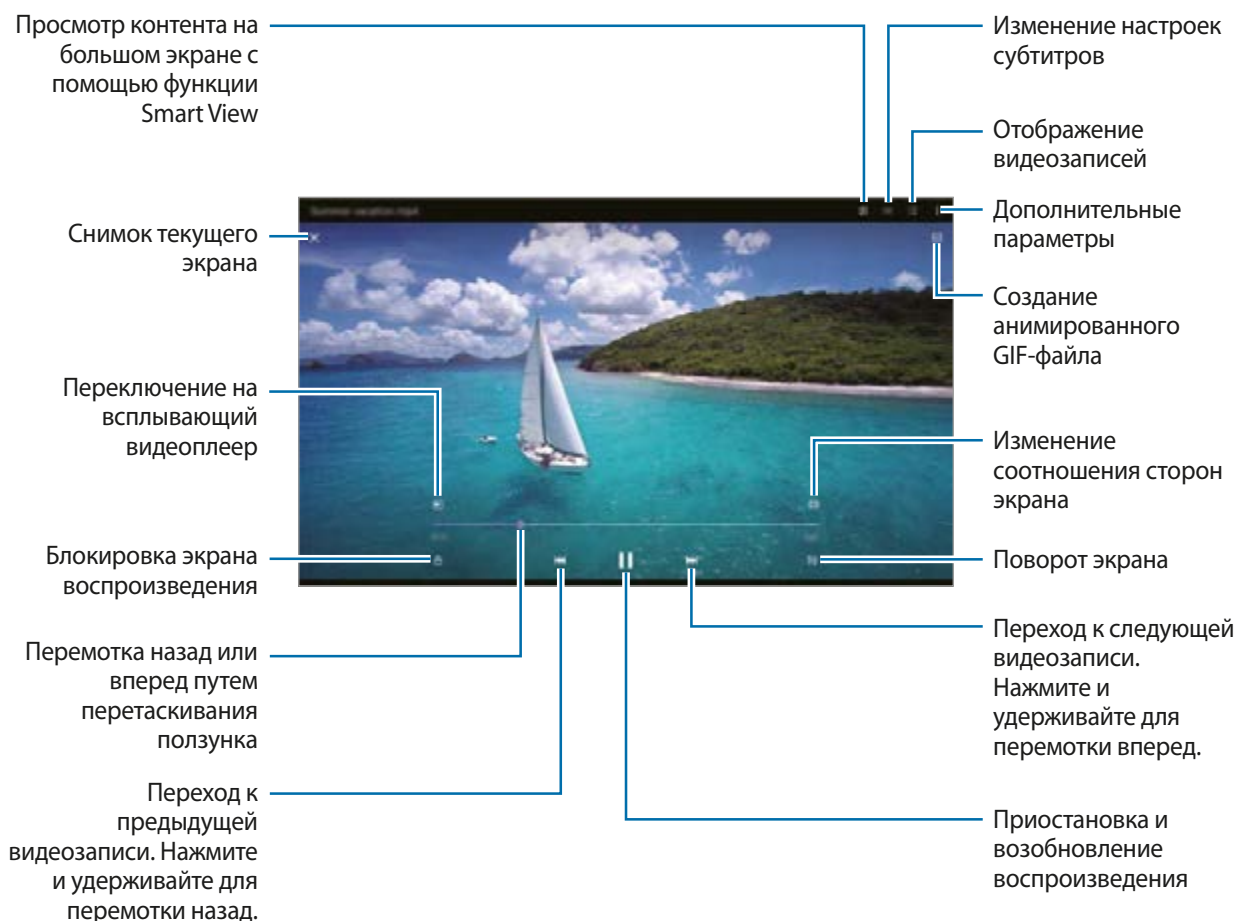 Просмотр контента на
большом экране с
помощью функции
Smart View
Снимок текущего
экрана
Переключение на
всплывающий
видеоплеер
Блокировка экрана
воспроизведения
Перемотка назад или
вперед путем
перетаскивания
ползунка
Переход к
предыдущей
видеозаписи. Нажмите
и удерживайте для
перемотки назад.
Summer vacation.mp4
Изменение настроек
субтитров
Отображение
видеозаписей
Дополнительные
параметры
Создание
анимированного
GIF-файла
Изменение
соотношения сторон
экрана
Поворот экрана
Переход к следующей
видеозаписи.
Нажмите и
удерживайте для
перемотки вперед.
Приостановка и
возобновление
воспроизведения